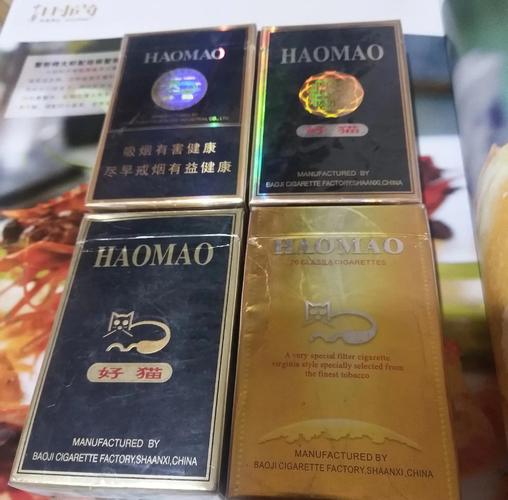 HAOMAO
吸烟有害健康
尽早戒烟有益健康
HAOMAO
好猫
MANUFACTURED BY
BAOJI CIGARETTE FACTORY,SHAANXI,CHINA
HAOMAO
好猫
MANUFACTURED BY
BAOJI CIGARETTE FACTORY,SHAANXI,CHINA
HAOMAO
20 CLASS A CIGARETTES
A very special filter cigarette
virginia style specially selected from
the finest tobacco
MANUFACTURED BY
BAOJI CIGARETTE FACTORY,SHAANXI,CHINA